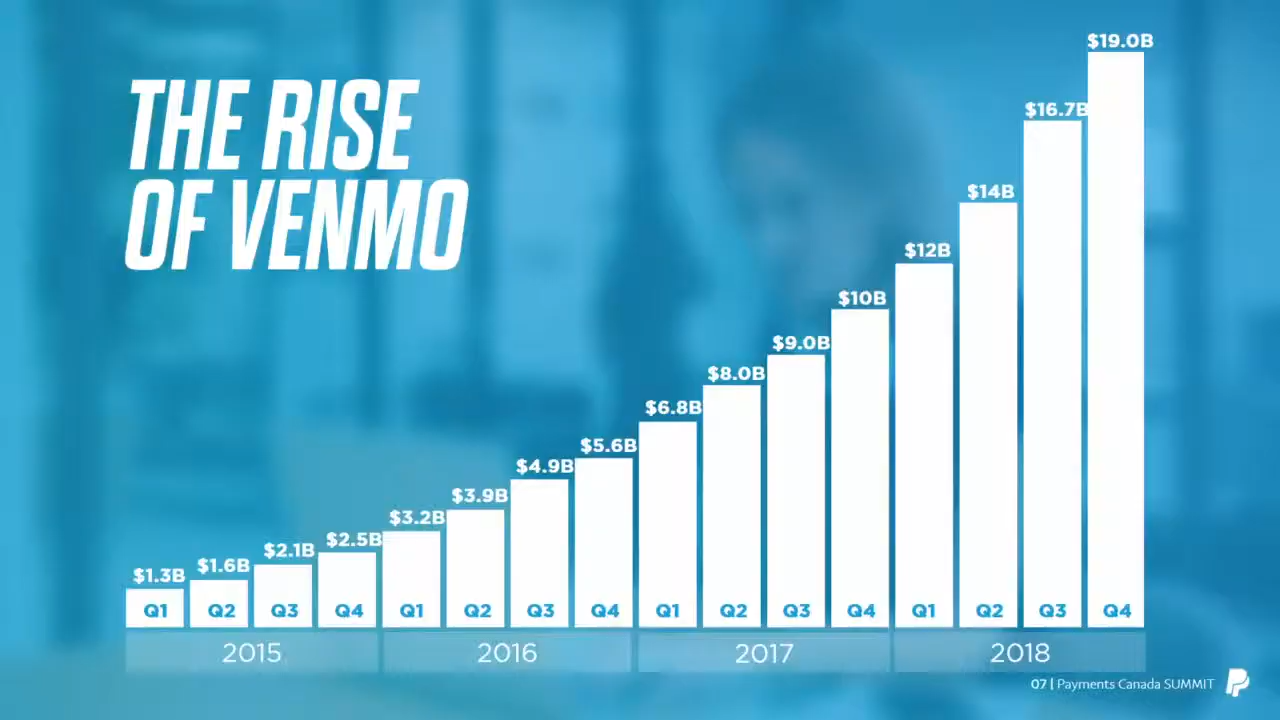 THE RISE
OF VENMO
$1.3B
$1.6B
$2.1B
$2.5B
$3.2B
$3.9B
$4.9B
$5.6B
$6.8B
$8.0B
$9.0B
$10B
$12B
$14B
$16.7B
$19.0B
Q1 Q2 Q3 Q4 Q1 Q2 Q3 Q4 Q1 Q2 Q3 Q4 Q1 Q2 Q3 Q4
2015 2016 2017 2018
07 | Payments Canada SUMMIT